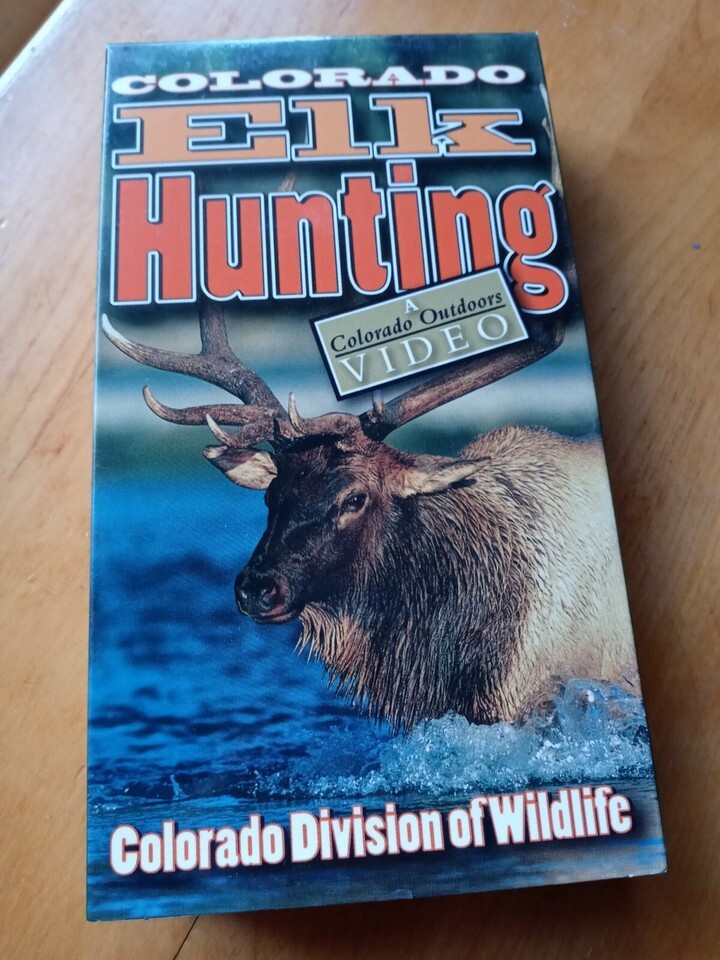 COLORADO
Elk
Hunting
A
Colorado Outdoors
VIDEO
Colorado Division of Wildlife